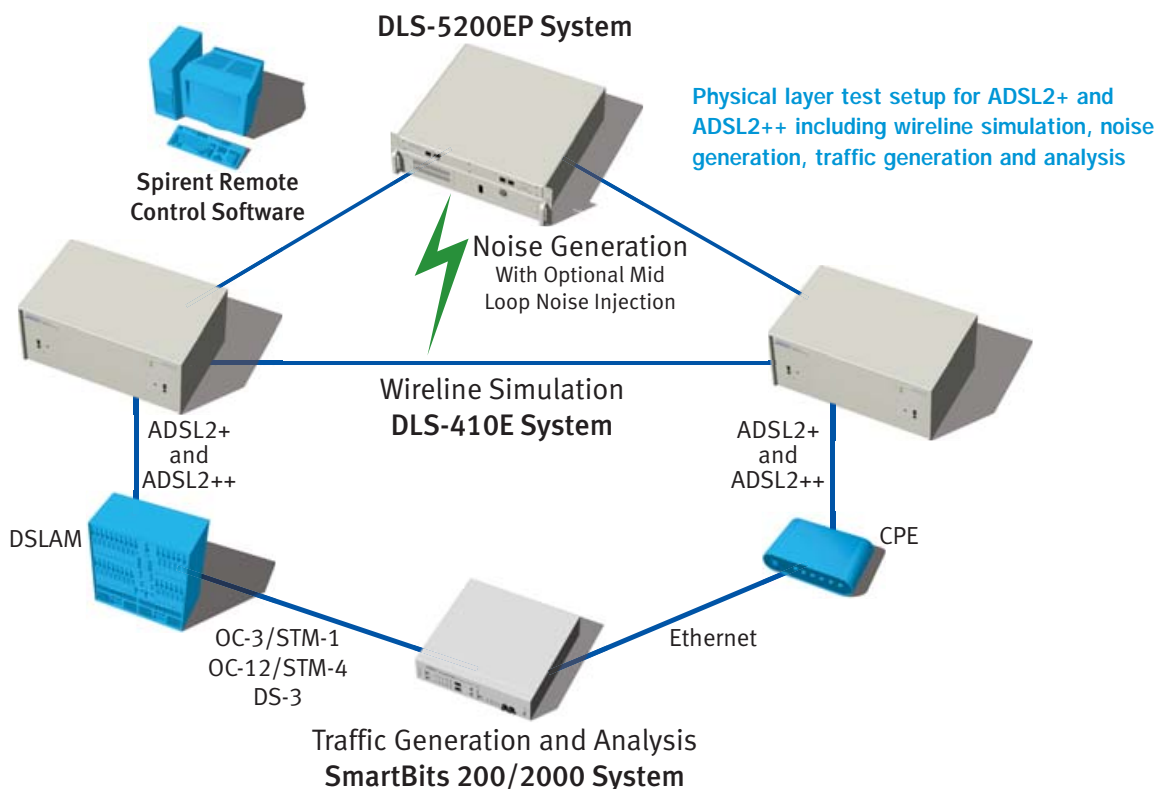 DLS-5200EP System
Physical layer test setup for ADSL2+ and
ADSL2++ including wireline simulation, noise
generation, traffic generation and analysis
Spirent Remote
Control Software
Noise Generation
With Optional Mid
Loop Noise Injection
Wireline Simulation
DLS-410E System
ADSL2+
and
ADSL2++
ADSL2+
and
ADSL2++
DSLAM
CPE
OC-3/STM-1
OC-12/STM-4
DS-3
Ethernet
Traffic Generation and Analysis
SmartBits 200/2000 System